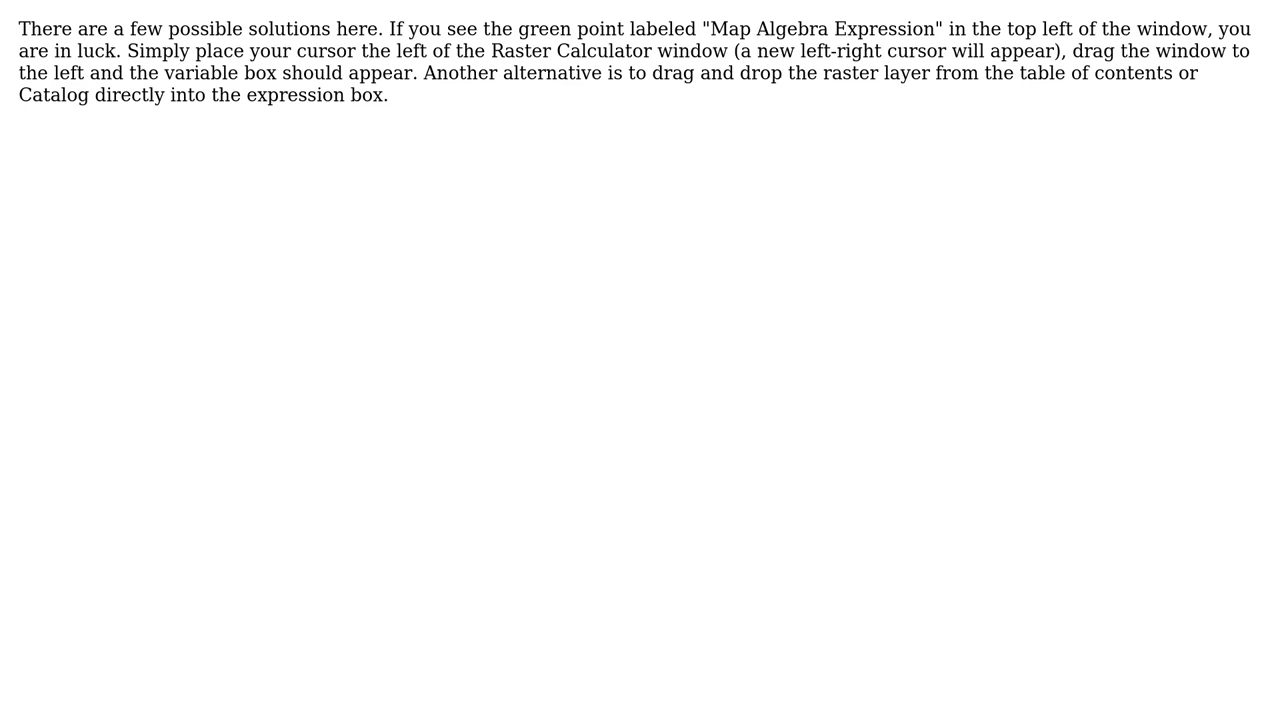 There are a few possible solutions here. If you see the green point labeled "Map Algebra Expression" in the top left of the window, you
are in luck. Simply place your cursor the left of the Raster Calculator window (a new left-right cursor will appear), drag the window to
the left and the variable box should appear. Another alternative is to drag and drop the raster layer from the table of contents or
Catalog directly into the expression box.